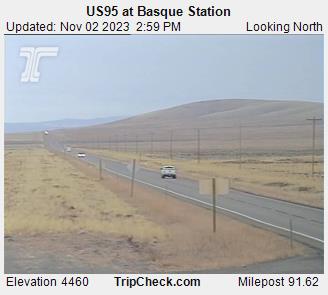 US95 at Basque Station
Updated: Nov 02 2023 2:59 PM Looking North
Elevation 4460 TripCheck.com Milepost 91.62